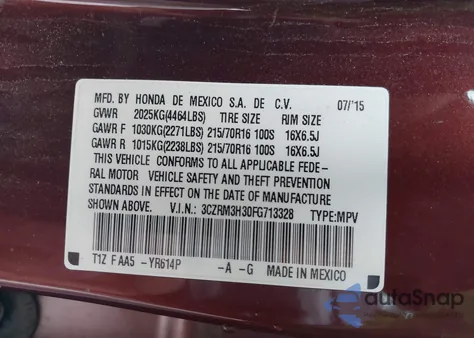 MFD. BY HONDA DE MEXICO S.A. DE C.V. 07/'15
GVWR 2025KG(4464LBS) TIRE SIZE RIM SIZE
GAWR F 1030KG(2271LBS) 215/70R16 100S 16X6.5J
GAWR R 1015KG(2238LBS) 215/70R16 100S 16X6.5J
THIS VEHICLE CONFORMS TO ALL APPLICABLE FEDE-
RAL MOTOR VEHICLE SAFETY AND THEFT PREVENTION
STANDARDS IN EFFECT ON THE DATE OF MANUFACTURE
SHOWN ABOVE. V.I.N.: 3CZRM3H30FG713328 TYPE:MPV
T1Z F AA5 -YR614P -A -G MADE IN MEXICO
autoSnap